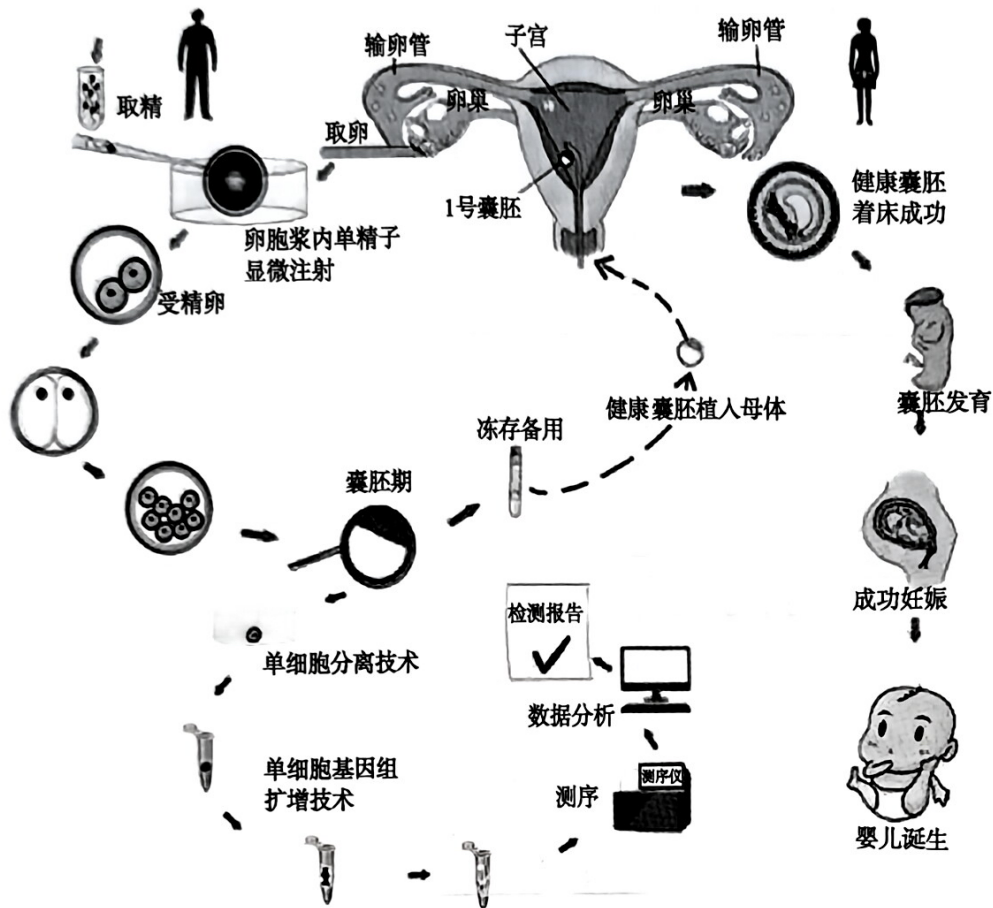 输卵管
子宫
输卵管
卵巢
卵巢
取精
取卵
1号囊胚
健康囊胚
着床成功
卵胞浆内单精子
显微注射
受精卵
囊胚发育
健康囊胚植入母体
冻存备用
囊胚期
成功妊娠
检测报告
单细胞分离技术
数据分析
测序仪
单细胞基因组
扩增技术
测序
婴儿诞生